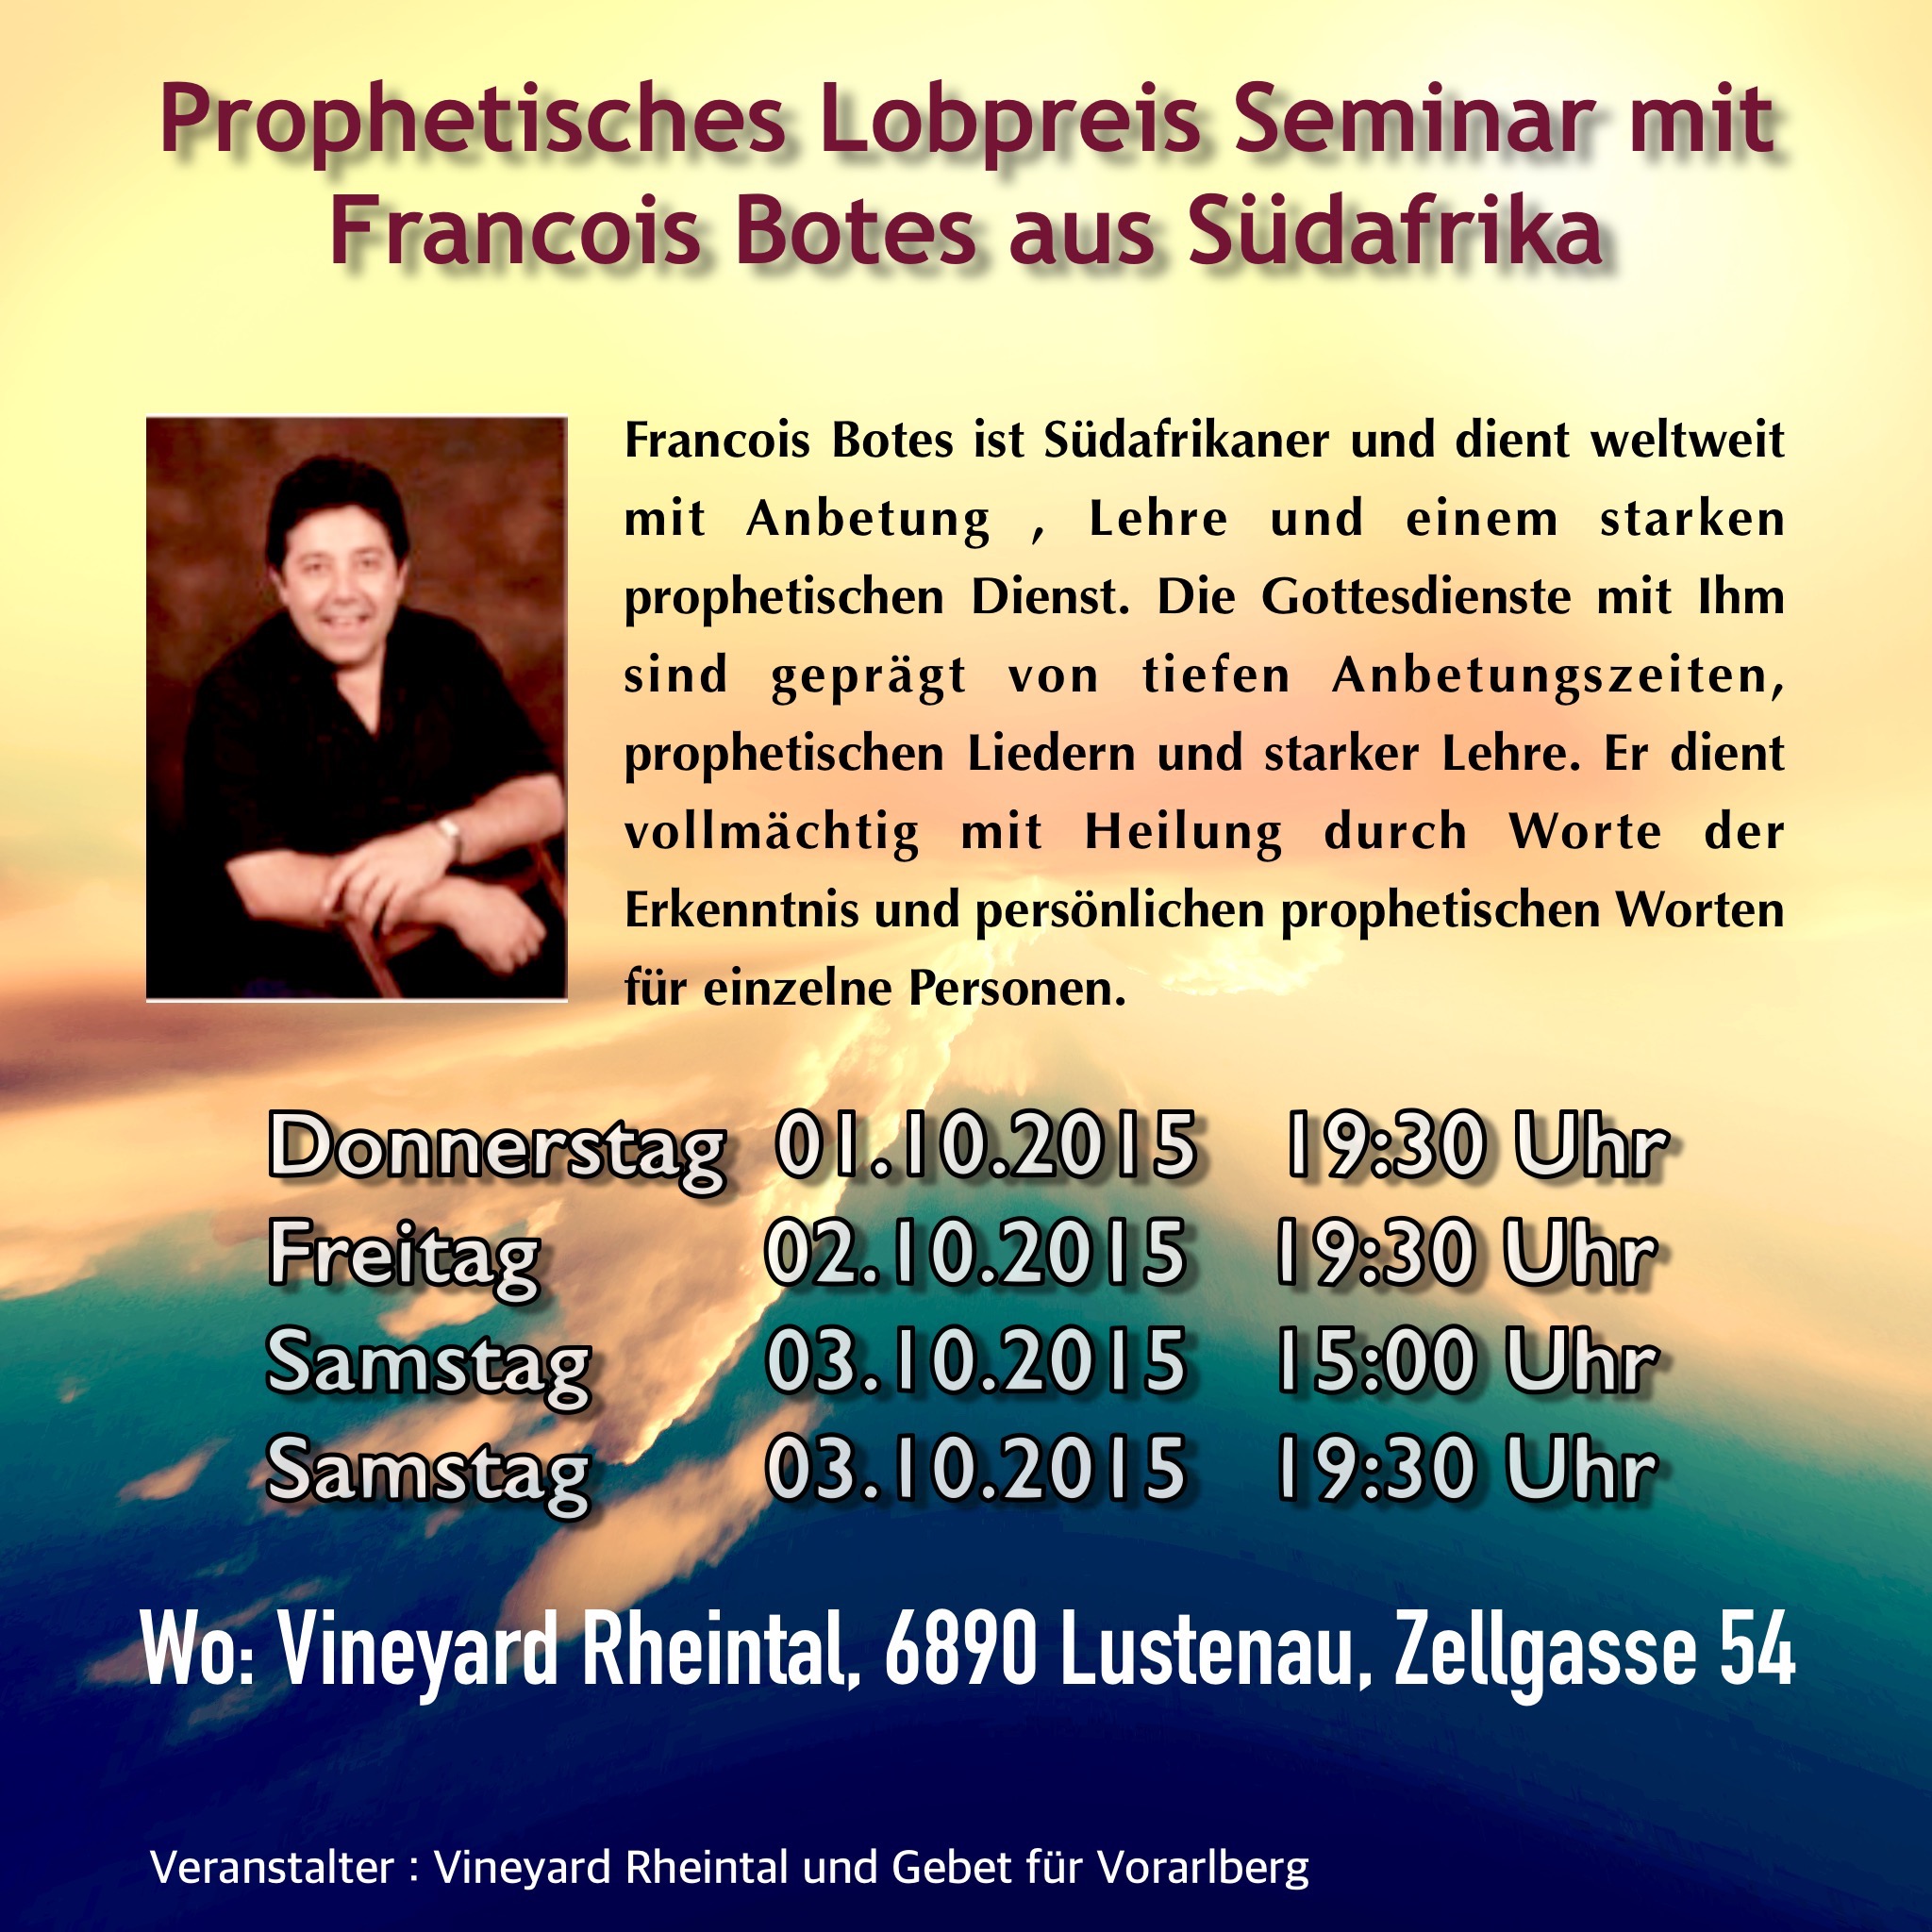 Prophetisches Lobpreis Seminar mit
Francois Botes aus Südafrika
Francois Botes ist Südafrikaner und dient weltweit
mit Anbetung , Lehre und einem starken
prophetischen Dienst. Die Gottesdienste mit Ihm
sind geprägt von tiefen Anbetungszeiten,
prophetischen Liedern und starker Lehre. Er dient
vollmächtig mit Heilung durch Worte der
Erkenntnis und persönlichen prophetischen Worten
für einzelne Personen.
Donnerstag 01.10.2015 19:30 Uhr
Freitag 02.10.2015 19:30 Uhr
Samstag 03.10.2015 15:00 Uhr
Samstag 03.10.2015 19:30 Uhr
Wo: Vineyard Rheintal, 6890 Lustenau, Zellgasse 54
Veranstalter : Vineyard Rheintal und Gebet für Vorarlberg